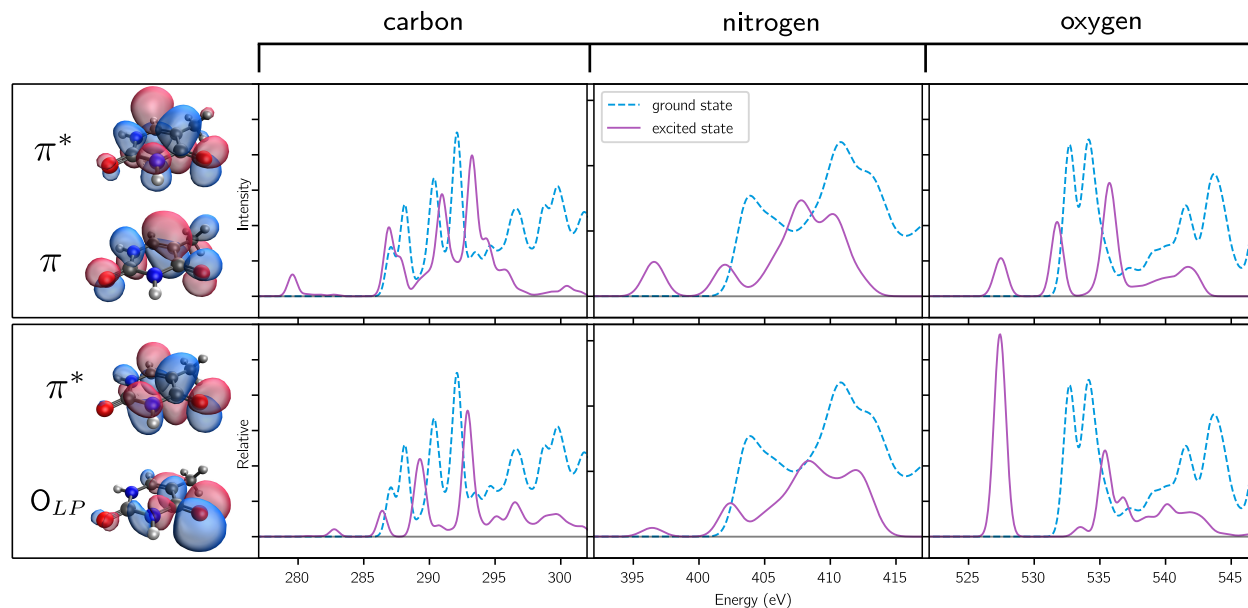 carbon nitrogen oxygen
π*
π
Intensity
ground state
excited state
π*
O_LP
Relative
280 285 290 295 300
395 400 405 410 415
525 530 535 540 545
Energy (eV)